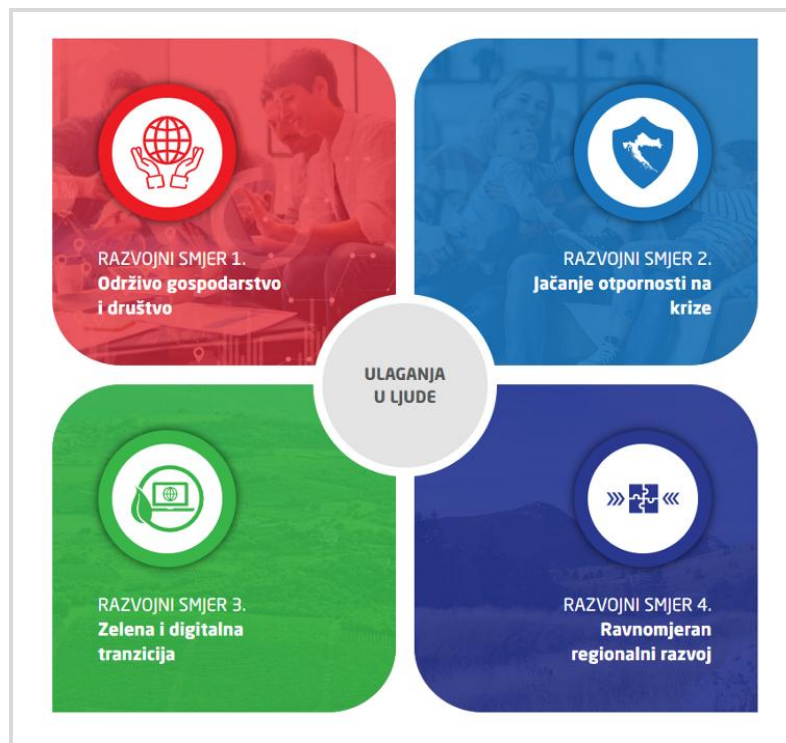 RAZVOJNI SMJER 1.
Održivo gospodarstvo
i društvo
RAZVOJNI SMJER 2.
Jačanje otpornosti na
krize
ULAGANJA
U LJUDE
RAZVOJNI SMJER 3.
Zelena i digitalna
tranzicija
RAZVOJNI SMJER 4.
Ravnomjeran
regionalni razvoj